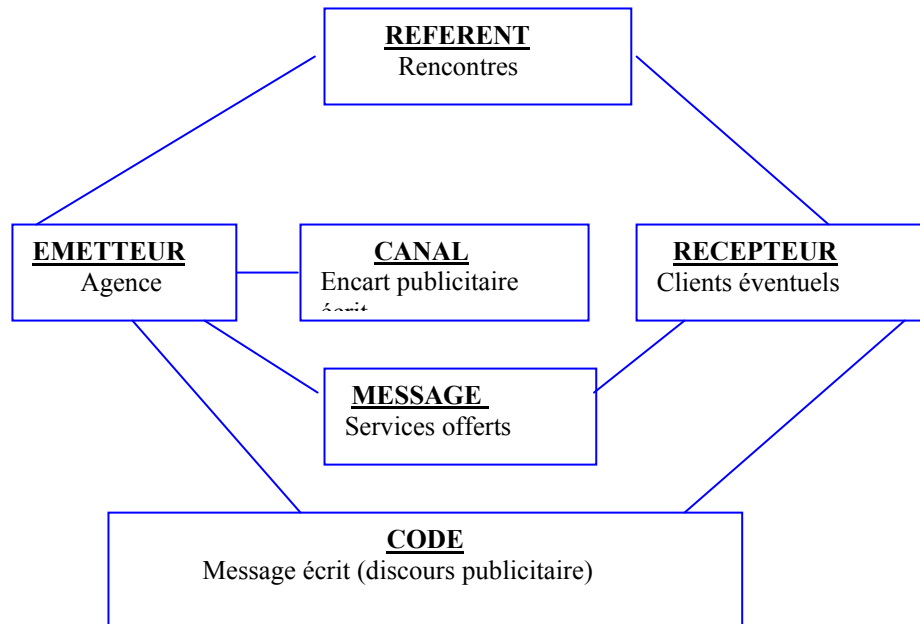 REFERENT
Rencontres
EMETTEUR
Agence
CANAL
Encart publicitaire
RECEPTEUR
Clients éventuels
MESSAGE
Services offerts
CODE
Message écrit (discours publicitaire)